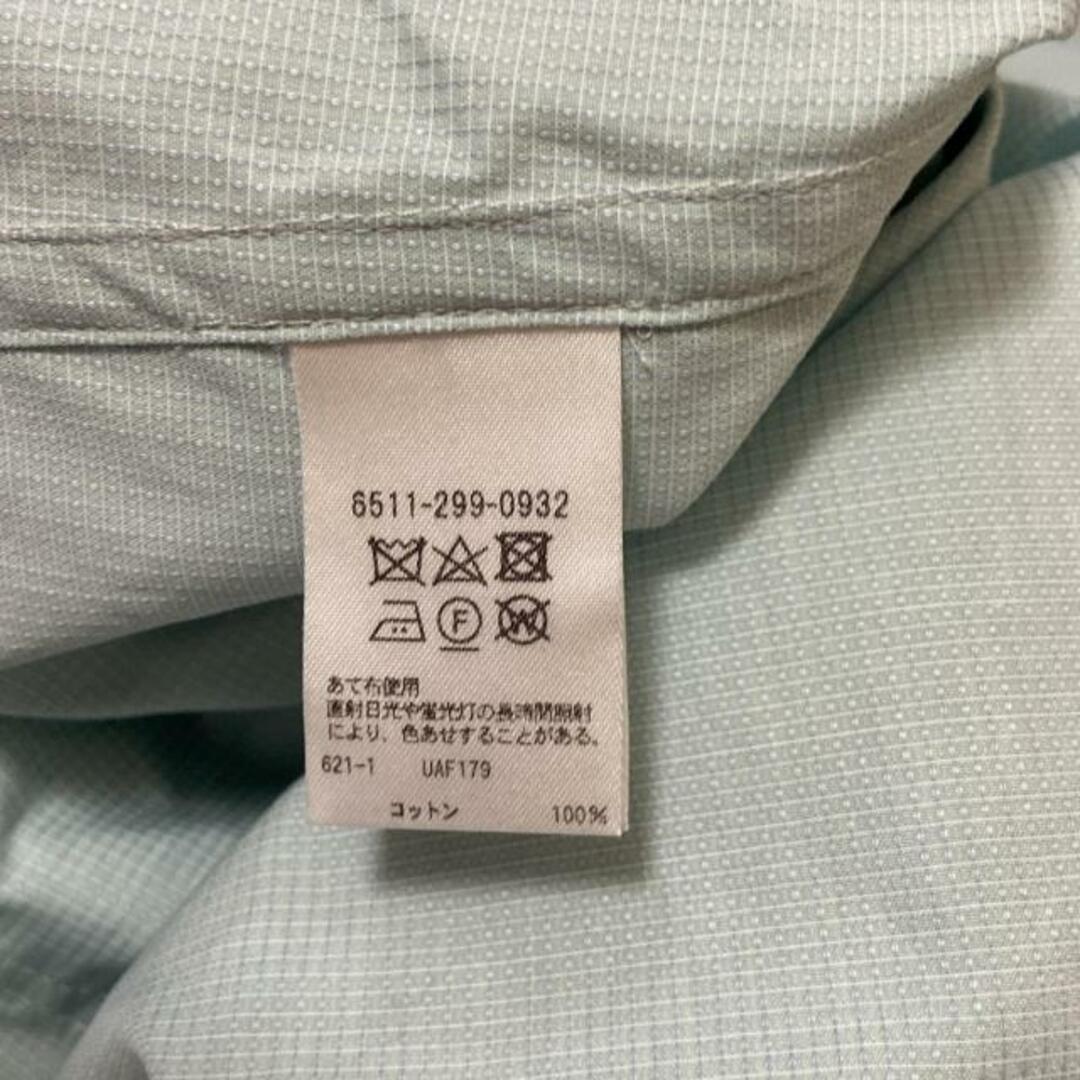 6511-299-0932
F W
あて布使用
直射日光や蛍光灯の長時間照射
により、色あせすることがある。
621-1 UAF179
コットン 100%